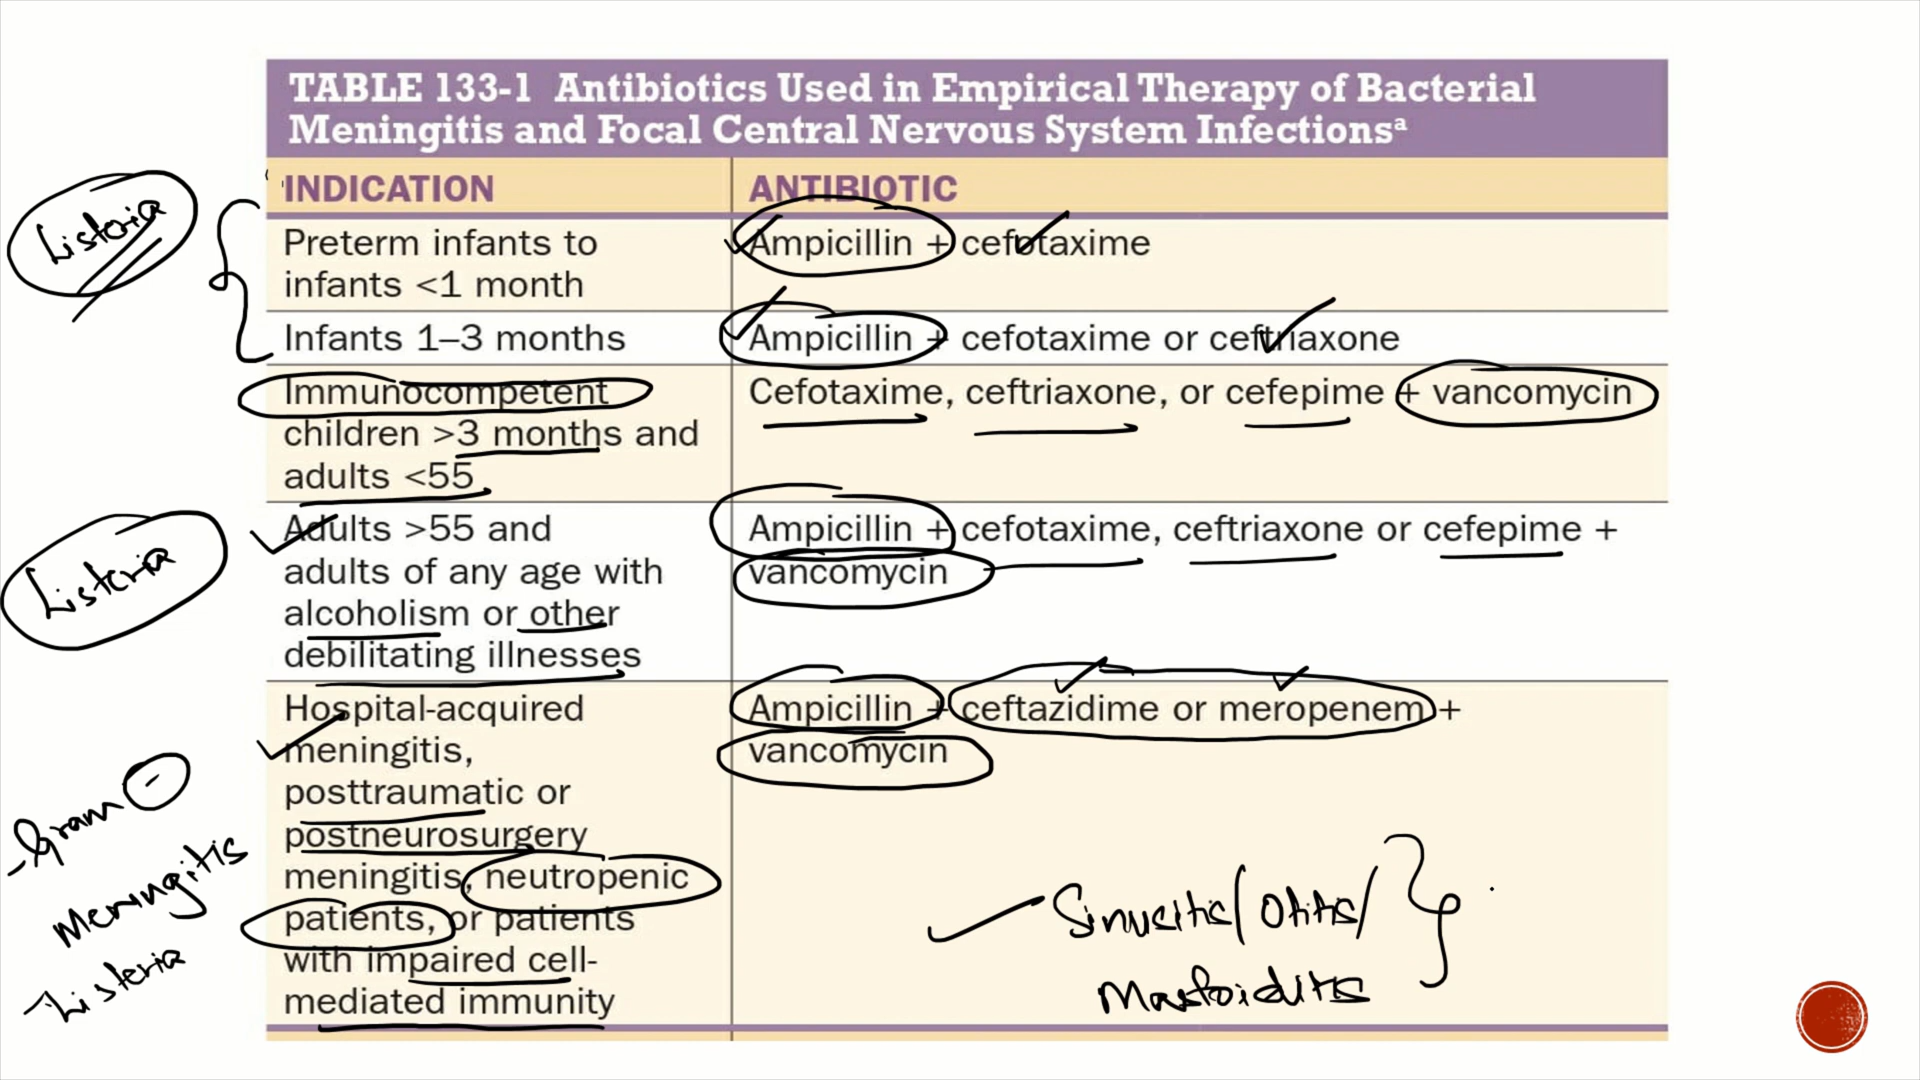 TABLE 133-1 Antibiotics Used in Empirical Therapy of Bacterial
Meningitis and Focal Central Nervous System Infectionsᵃ
INDICATION
ANTIBIOTIC
Listeria
Preterm infants to
infants <1 month
Ampicillin + cefotaxime
Infants 1–3 months
Ampicillin + cefotaxime or ceftriaxone
Immunocompetent
children >3 months and
adults <55
Cefotaxime, ceftriaxone, or cefepime + vancomycin
Listeria
Adults >55 and
adults of any age with
alcoholism or other
debilitating illnesses
Ampicillin + cefotaxime, ceftriaxone or cefepime +
vancomycin
Hospital-acquired
meningitis,
posttraumatic or
postneurosurgery
meningitis, neutropenic
patients, or patients
with impaired cell-
mediated immunity
Ampicillin + ceftazidime or meropenem +
vancomycin
-Gram -
Meningitis
-Listeria
Sinusitis/Otitis/
Mastoiditis